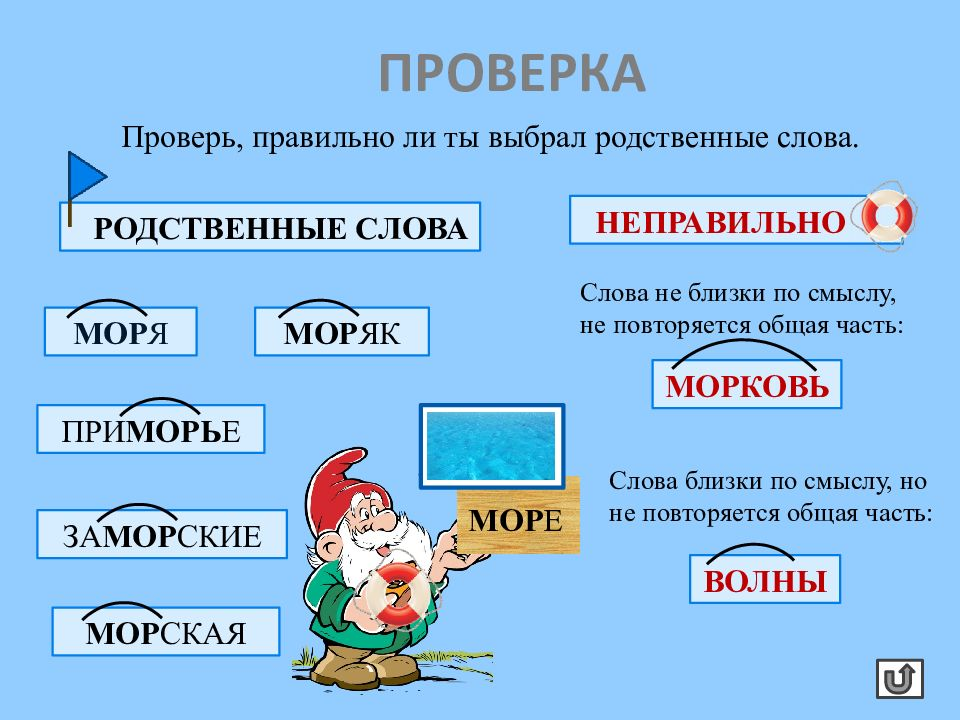 ПРОВЕРКА
Проверь, правильно ли ты выбрал родственные слова.
РОДСТВЕННЫЕ СЛОВА
НЕПРАВИЛЬНО
МОРЯ
МОРЯК
ПРИМОРЬЕ
ЗАМОРСКИЕ
МОРСКАЯ
МОРЕ
Слова не близки по смыслу,
не повторяется общая часть:
МОРКОВЬ
Слова близки по смыслу, но
не повторяется общая часть:
ВОЛНЫ